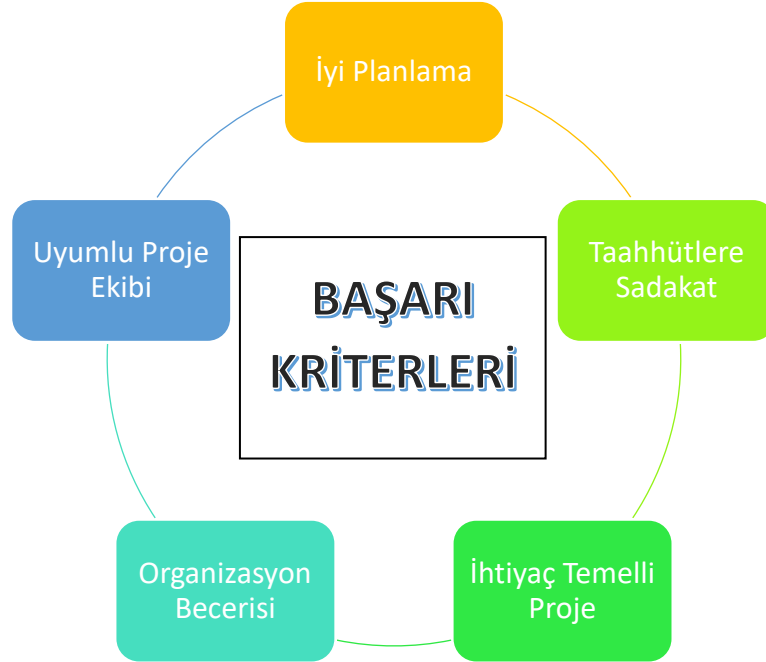 İyi Planlama
Taahhütlere
Sadakat
İhtiyaç Temelli
Proje
Organizasyon
Becerisi
Uyumlu Proje
Ekibi
BAŞARI
KRİTERLERİ